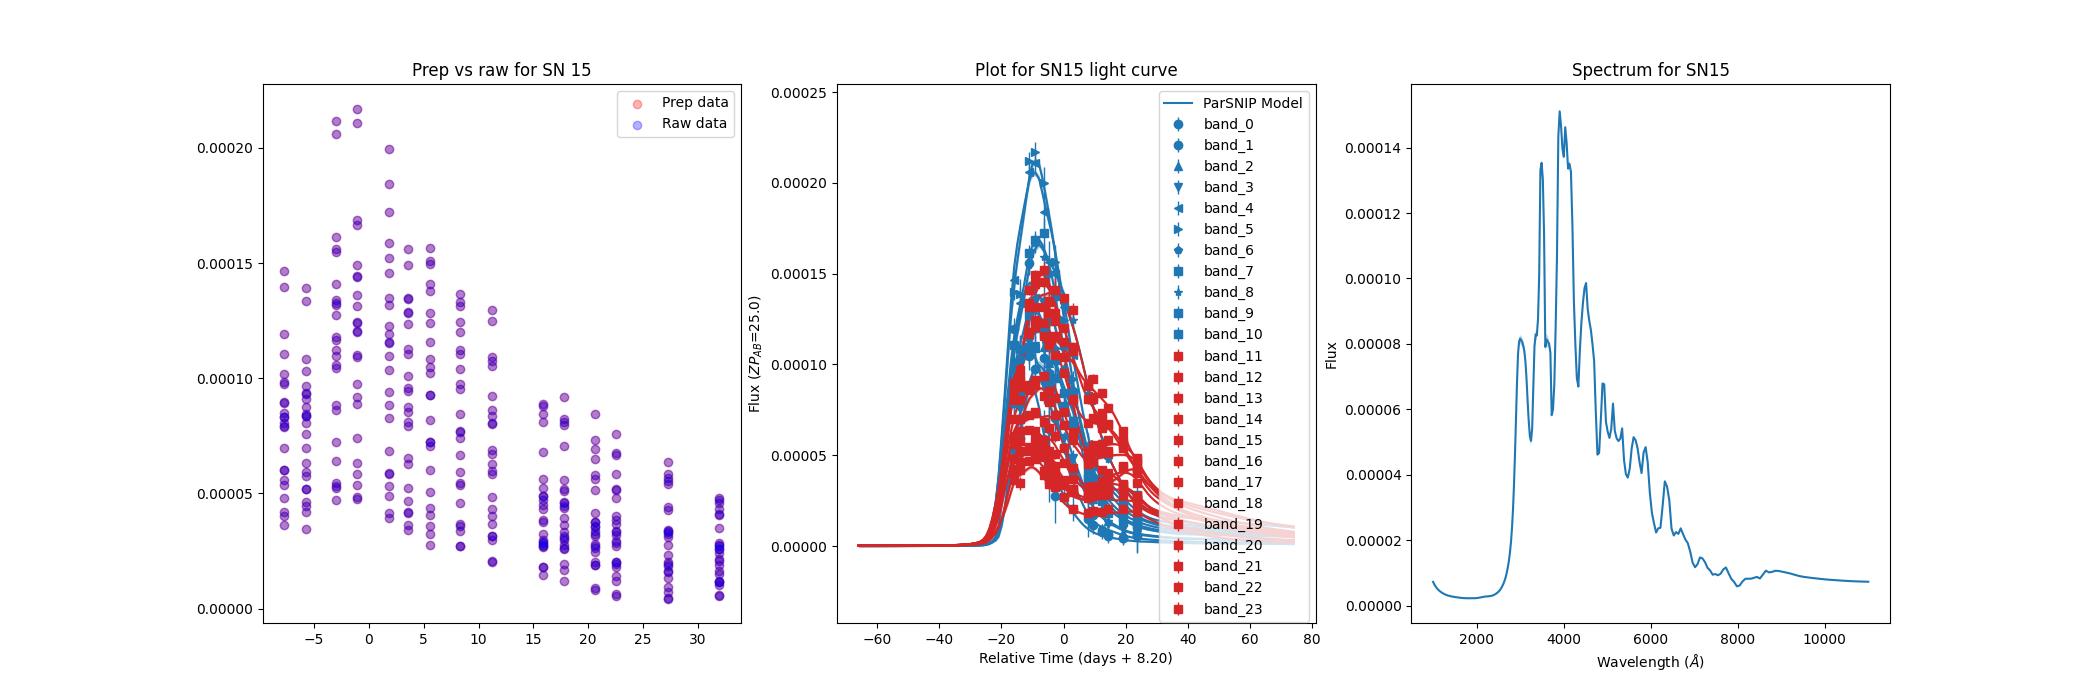 Prep vs raw for SN 15
Prep data
Raw data
0.00020
0.00015
0.00010
0.00005
0.00000
−5
0
5
10
15
20
25
30
Plot for SN15 light curve
ParSNIP Model
band_0
band_1
band_2
band_3
band_4
band_5
band_6
band_7
band_8
band_9
band_10
band_11
band_12
band_13
band_14
band_15
band_16
band_17
band_18
band_19
band_20
band_21
band_22
band_23
Flux (ZP_AB=25.0)
0.00025
0.00020
0.00015
0.00010
0.00005
0.00000
−60
−40
−20
0
20
40
60
80
Relative Time (days + 8.20)
Spectrum for SN15
Flux
0.00014
0.00012
0.00010
0.00008
0.00006
0.00004
0.00002
0.00000
2000
4000
6000
8000
10000
Wavelength (Å)